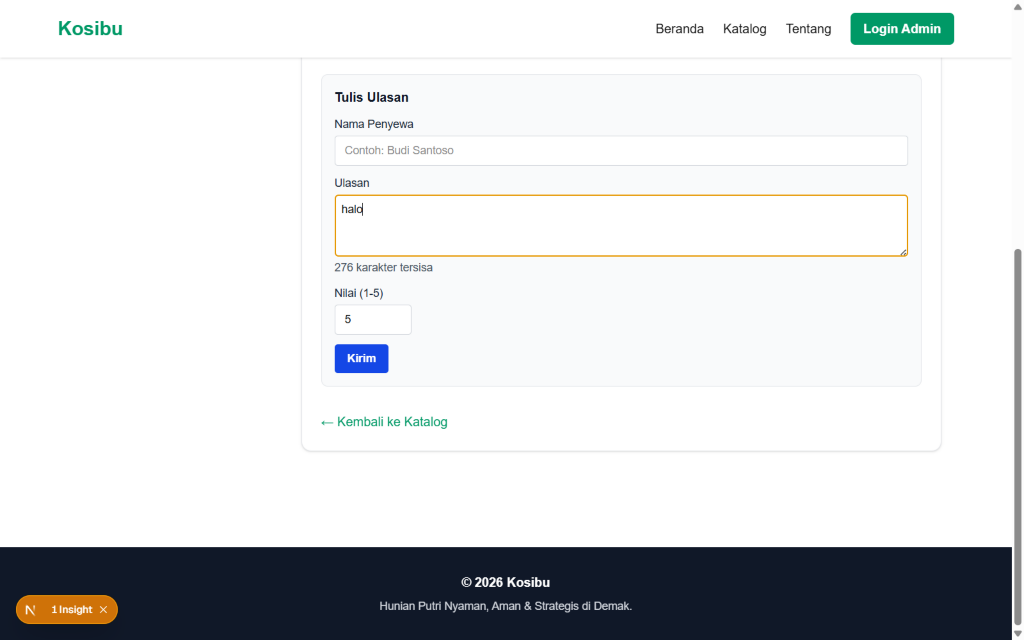 Kosibu
Beranda Katalog Tentang Login Admin
Tulis Ulasan
Nama Penyewa
Contoh: Budi Santoso
Ulasan
halo
276 karakter tersisa
Nilai (1-5)
5
Kirim
← Kembali ke Katalog
© 2026 Kosibu
Hunian Putri Nyaman, Aman & Strategis di Demak.
N 1 Insight ×